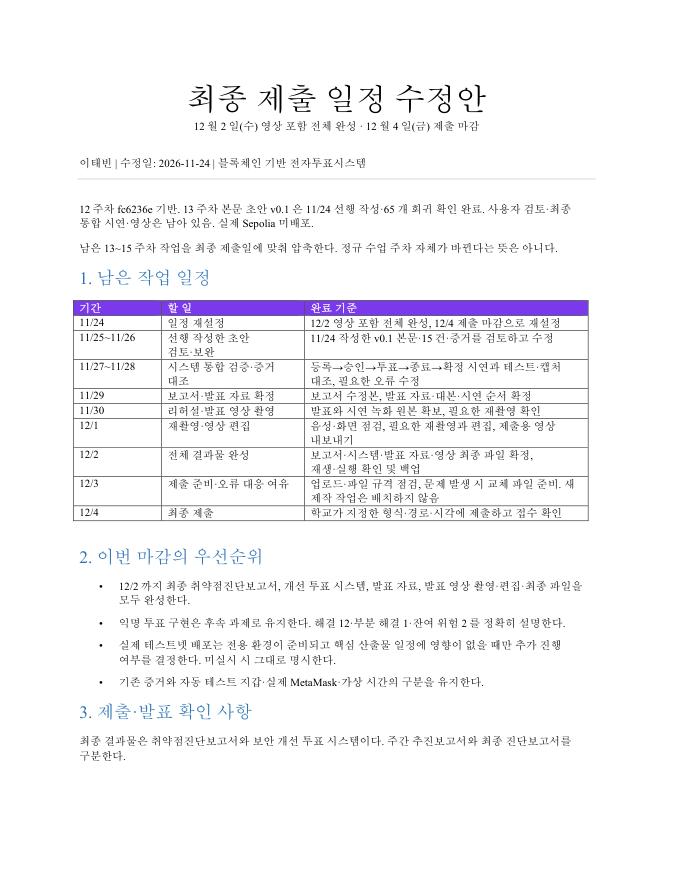 최종 제출 일정 수정안
12 월 2 일(수) 영상 포함 전체 완성 · 12 월 4 일(금) 제출 마감
이태빈 | 수정일: 2026-11-24 | 블록체인 기반 전자투표시스템
12 주차 fc6236e 기반. 13 주차 본문 초안 v0.1 은 11/24 선행 작성·65 개 회귀 확인 완료. 사용자 검토·최종
통합 시연·영상은 남아 있음. 실제 Sepolia 미배포.
남은 13~15 주차 작업을 최종 제출일에 맞춰 압축한다. 정규 수업 주차 자체가 바뀐다는 뜻은 아니다.
1. 남은 작업 일정
기간 할 일 완료 기준
11/24 일정 재설정 12/2 영상 포함 전체 완성, 12/4 제출 마감으로 재설정
11/25~11/26 선행 작성한 초안 11/24 작성한 v0.1 본문·15 건·증거를 검토하고 수정
검토·보완
11/27~11/28 시스템 통합 검증·증거 등록→승인→투표→종료→확정 시연과 테스트·캡처
대조 대조, 필요한 오류 수정
11/29 보고서·발표 자료 확정 보고서 수정본, 발표 자료·대본·시연 순서 확정
11/30 리허설·발표 영상 촬영 발표와 시연 녹화 원본 확보, 필요한 재촬영 확인
12/1 재촬영·영상 편집 음성·화면 점검, 필요한 재촬영과 편집, 제출용 영상
내보내기
12/2 전체 결과물 완성 보고서·시스템·발표 자료·영상 최종 파일 확정,
재생·실행 확인 및 백업
12/3 제출 준비·오류 대응 여유 업로드·파일 규격 점검, 문제 발생 시 교체 파일 준비. 새
제작 작업은 배치하지 않음
12/4 최종 제출 학교가 지정한 형식·경로·시각에 제출하고 접수 확인
2. 이번 마감의 우선순위
• 12/2 까지 최종 취약점진단보고서, 개선 투표 시스템, 발표 자료, 발표 영상 촬영·편집·최종 파일을
모두 완성한다.
• 익명 투표 구현은 후속 과제로 유지한다. 해결 12·부분 해결 1·잔여 위험 2 를 정확히 설명한다.
• 실제 테스트넷 배포는 전용 환경이 준비되고 핵심 산출물 일정에 영향이 없을 때만 추가 진행
여부를 결정한다. 미실시 시 그대로 명시한다.
• 기존 증거와 자동 테스트 지갑·실제 MetaMask·가상 시간의 구분을 유지한다.
3. 제출·발표 확인 사항
최종 결과물은 취약점진단보고서와 보안 개선 투표 시스템이다. 주간 추진보고서와 최종 진단보고서를
구분한다.